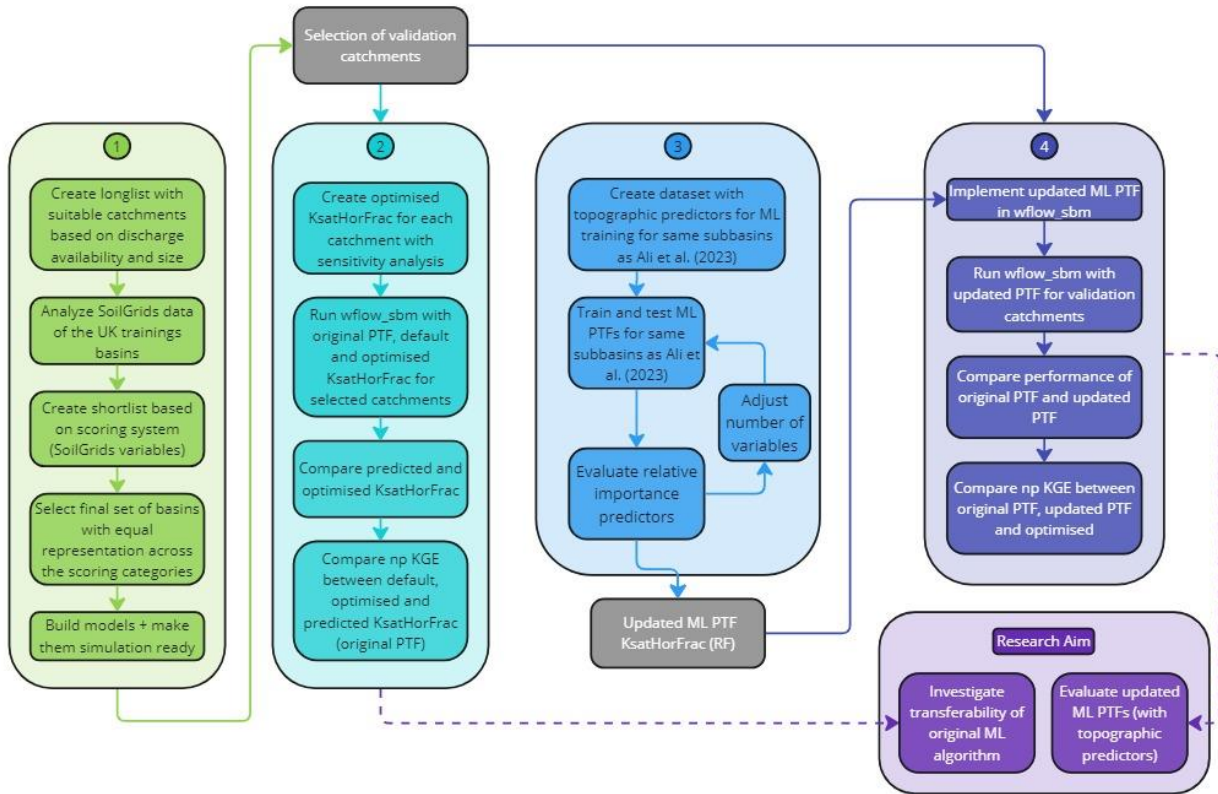 Selection of validation
catchments
1
Create longlist with
suitable catchments
based on discharge
availability and size
Analyze SoilGrids data
of the UK trainings
basins
Create shortlist based
on scoring system
(SoilGrids variables)
Select final set of basins
with equal
representation across
the scoring categories
Build models + make
them simulation ready
2
Create optimised
KsatHorFrac for each
catchment with
sensitivity analysis
Run wflow_sbm with
original PTF, default
and optimised
KsatHorFrac for
selected catchments
Compare predicted and
optimised KsatHorFrac
Compare np KGE
between default,
optimised and
predicted KsatHorFrac
(original PTF)
3
Create dataset with
topographic predictors for ML
training for same subbasins
as Ali et al. (2023)
Train and test ML
PTFs for same
subbasins as Ali et
al. (2023)
Adjust
number of
variables
Evaluate relative
importance
predictors
Updated ML PTF
KsatHorFrac (RF)
4
Implement updated ML PTF
in wflow_sbm
Run wflow_sbm with
updated PTF for validation
catchments
Compare performance of
original PTF and updated
PTF
Compare np KGE between
original PTF, updated PTF
and optimised
Research Aim
Investigate
transferability of
original ML
algorithm
Evaluate updated
ML PTFs (with
topographic
predictors)